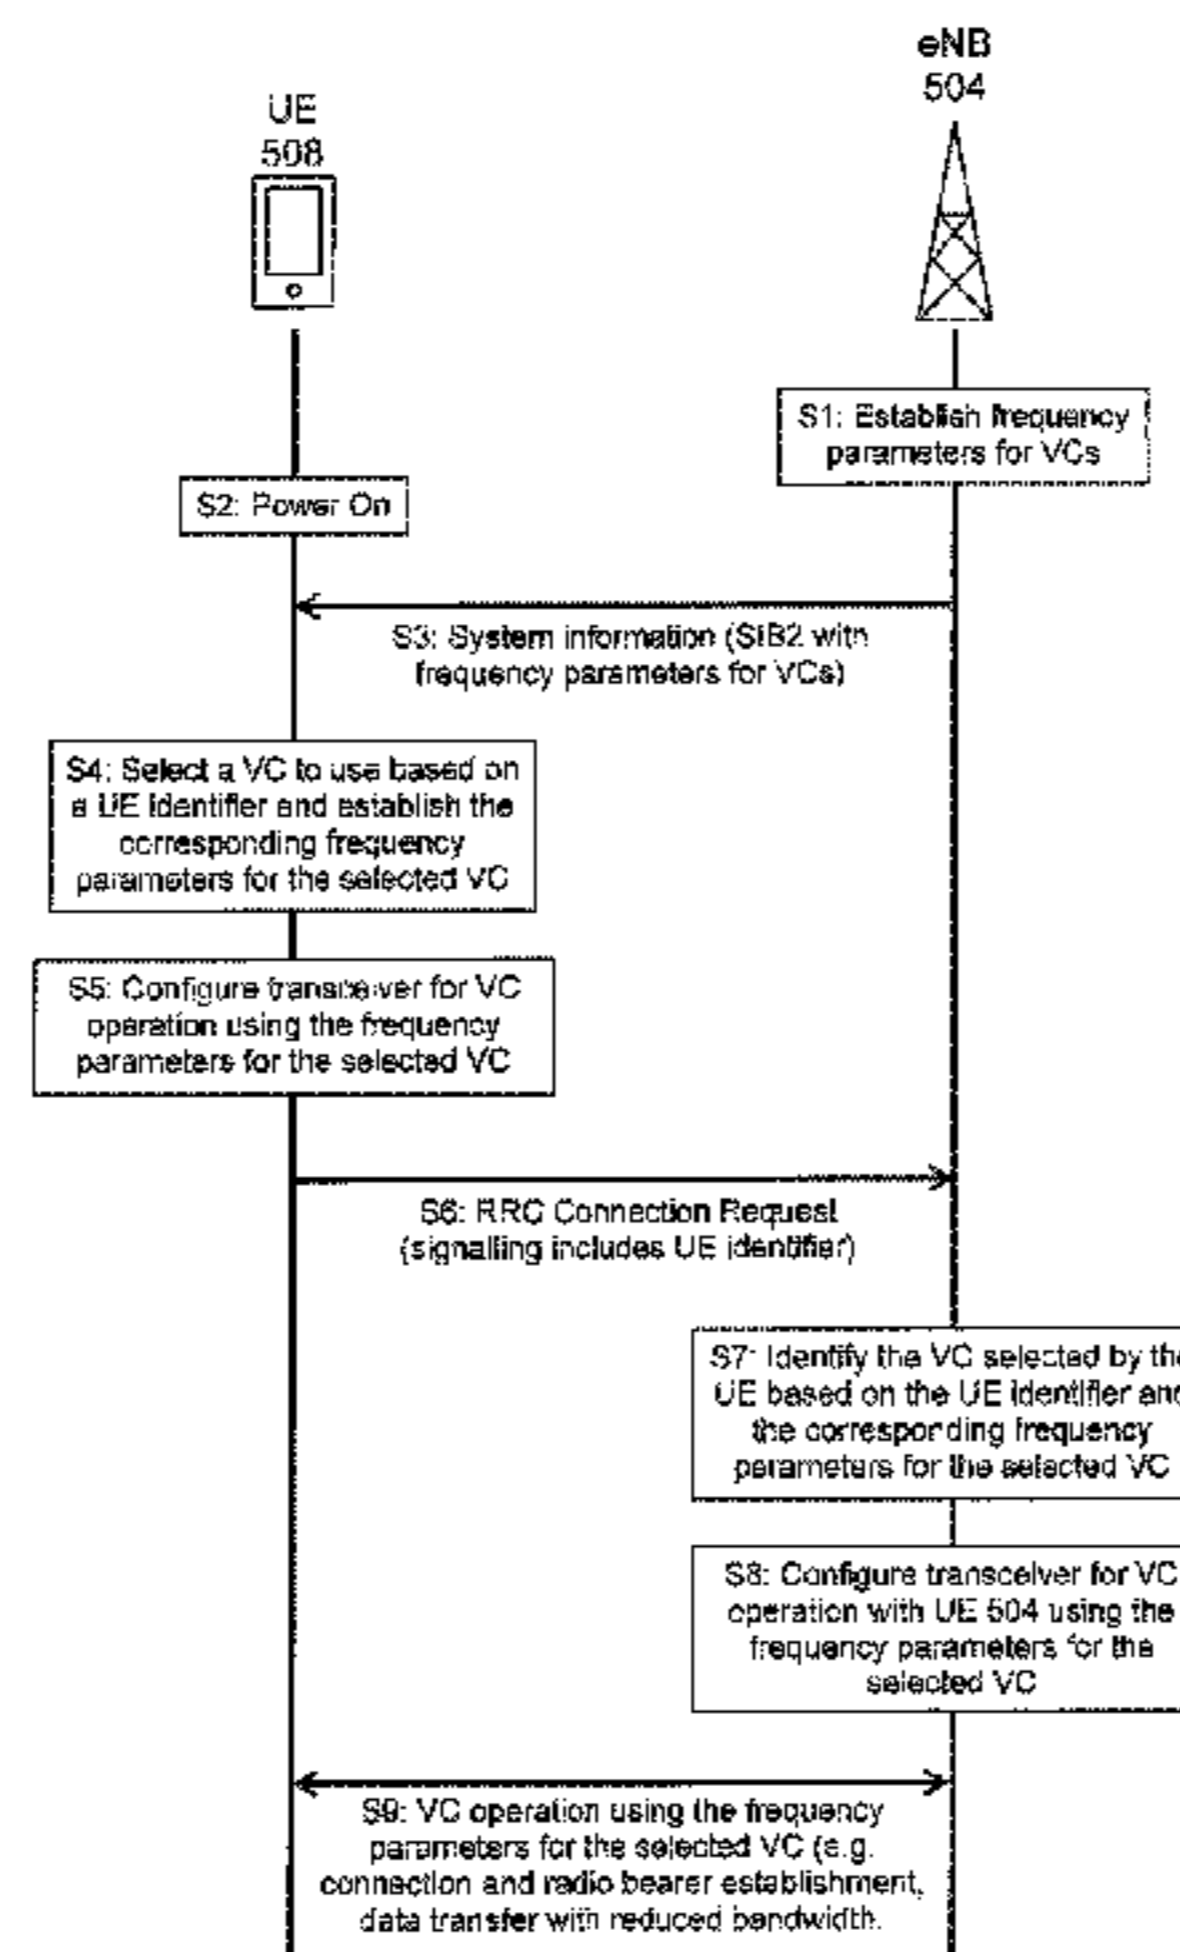 eNB
504
UE
508
S1: Establish frequency
parameters for VCs
S2: Power On
S3: System information (SIB2 with
frequency parameters for VCs)
S4: Select a VC to use based on
a UE identifier and establish the
corresponding frequency
parameters for the selected VC
S5: Configure transceiver for VC
operation using the frequency
parameters for the selected VC
S6: RRC Connection Request
(signalling includes UE identifier)
S7: Identify the VC selected by the
UE based on the UE identifier and
the corresponding frequency
parameters for the selected VC
S8: Configure transceiver for VC
operation with UE 504 using the
frequency parameters for the
selected VC
S9: VC operation using the frequency
parameters for the selected VC (e.g.
connection and radio bearer establishment,
data transfer with reduced bandwidth.